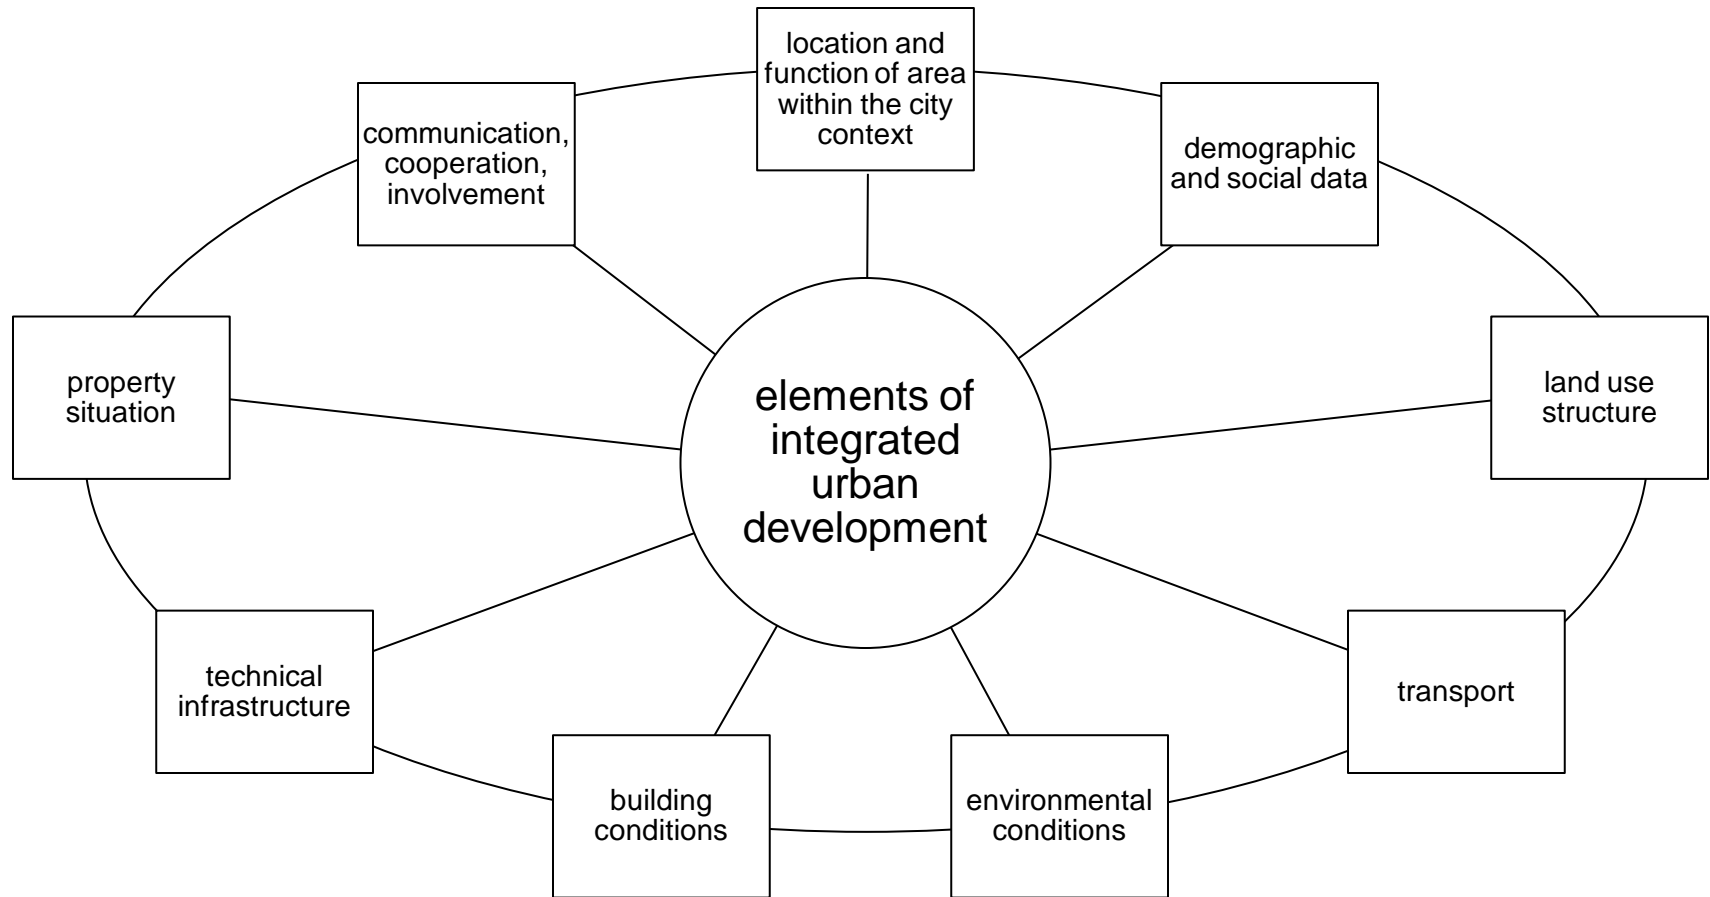 location and
function of area
within the city
context
communication,
cooperation,
involvement
demographic
and social data
property
situation
elements of
integrated
urban
development
land use
structure
technical
infrastructure
transport
building
conditions
environmental
conditions